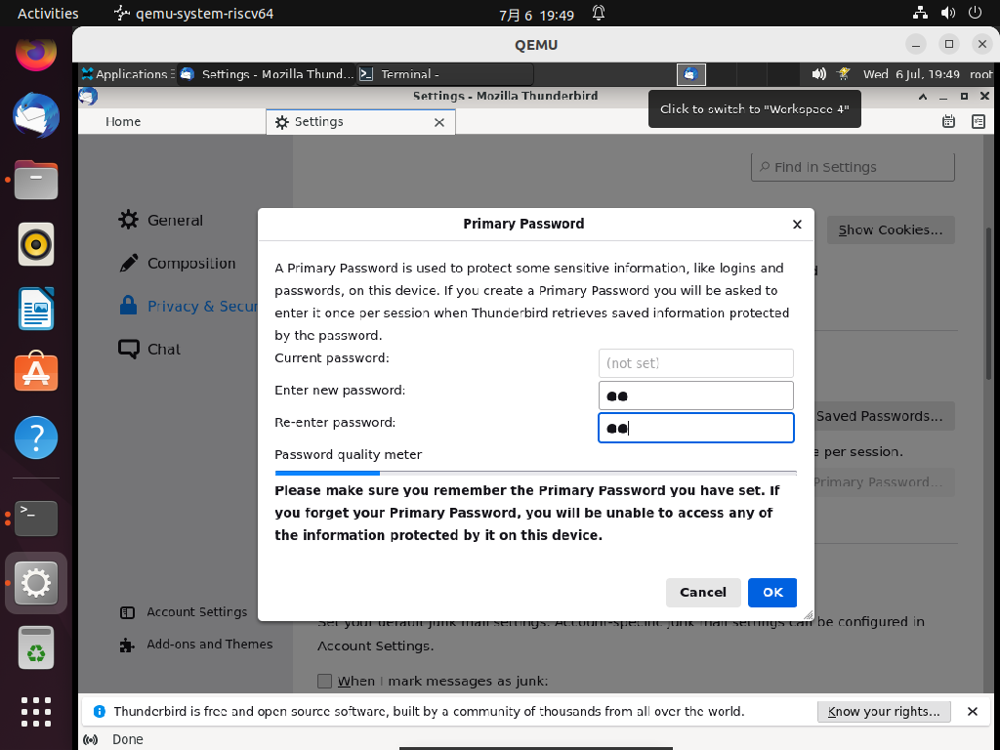 Activities
qemu-system-riscv64
7月 6 19:49
QEMU
Applications
Settings - Mozilla Thund...
Terminal -
Wed 6 Jul, 19:49
root
Settings - Mozilla Thunderbird
Click to switch to "Workspace 4"
Home
Settings
Find in Settings
General
Show Cookies...
Composition
Privacy & Secur
Chat
Primary Password
A Primary Password is used to protect some sensitive information, like logins and
passwords, on this device. If you create a Primary Password you will be asked to
enter it once per session when Thunderbird retrieves saved information protected
by the password.
Current password:
(not set)
Enter new password:
●●
Re-enter password:
●●
Password quality meter
Please make sure you remember the Primary Password you have set. If
you forget your Primary Password, you will be unable to access any of
the information protected by it on this device.
Cancel
OK
Saved Passwords...
e per session.
Primary Password...
Account Settings
Add-ons and Themes
Set your default junk mail settings. Account-specific junk mail settings can be configured in
Account Settings.
When I mark messages as junk:
Thunderbird is free and open source software, built by a community of thousands from all over the world.
Know your rights...
Done